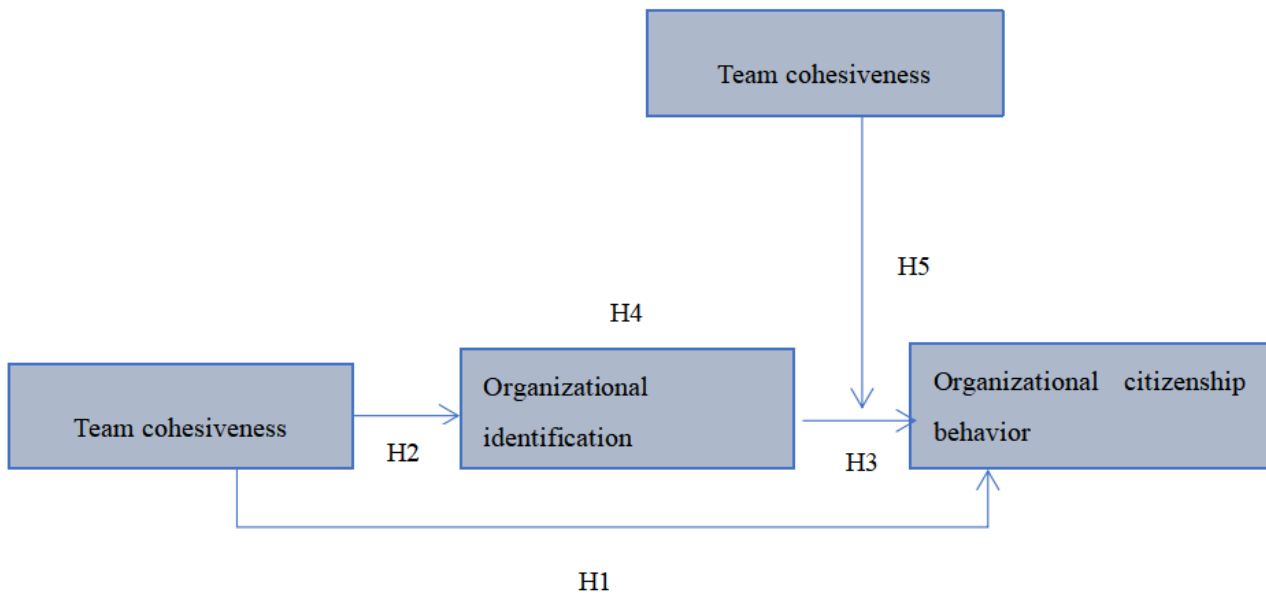 Team cohesiveness
H5
H4
Organizational
identification
Organizational citizenship
behavior
Team cohesiveness
H2
H3
H1